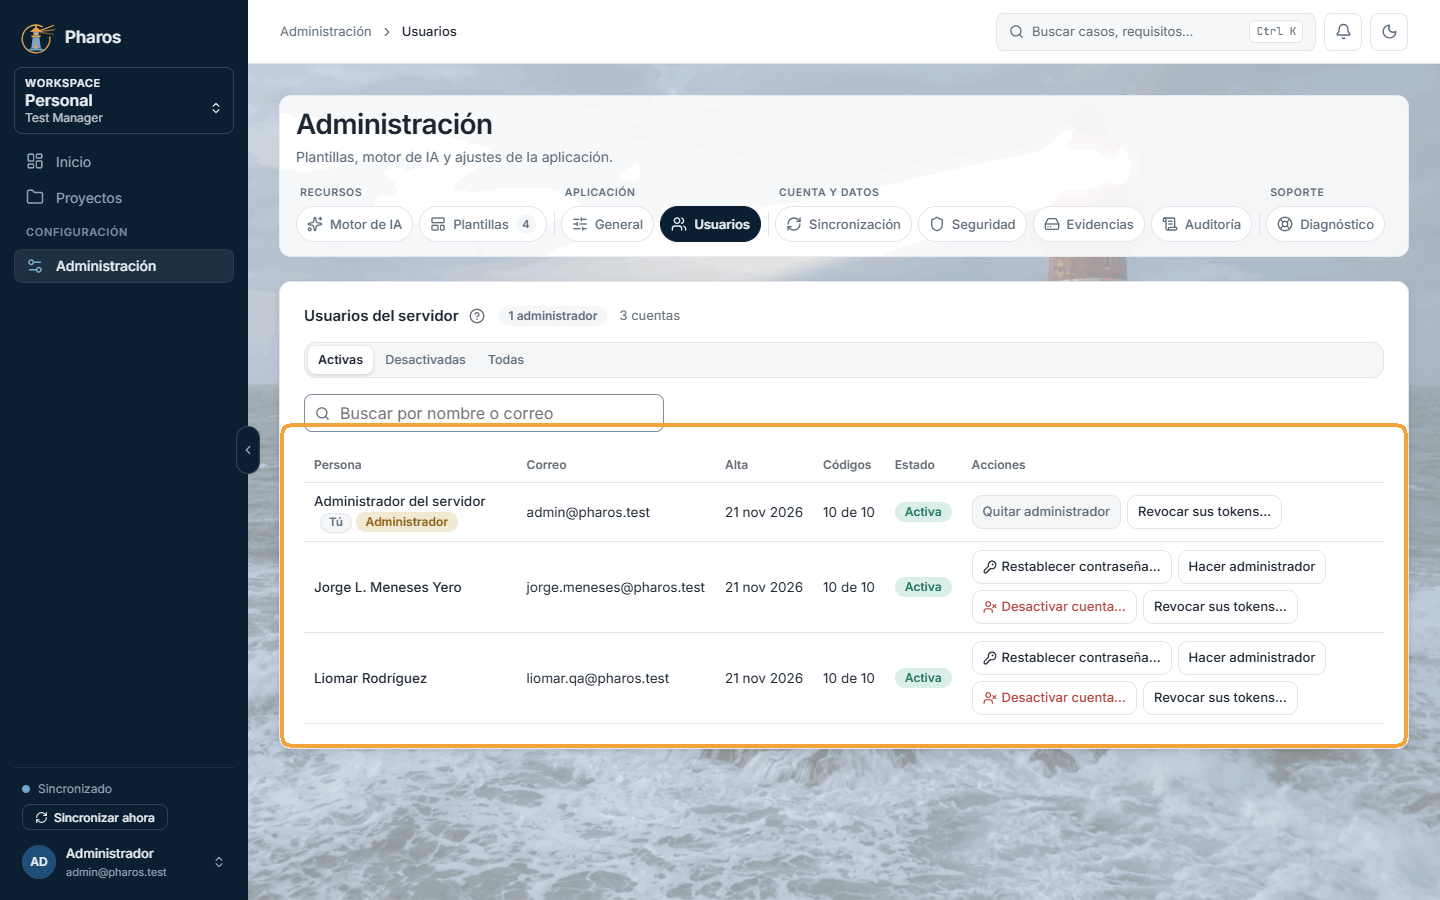 Pharos
WORKSPACE
Personal
Test Manager
Inicio
Proyectos
CONFIGURACIÓN
Administración
Sincronizado
Sincronizar ahora
AD
Administrador
admin@pharos.test
Administración
Usuarios
Buscar casos, requisitos...
Ctrl K
Administración
Plantillas, motor de IA y ajustes de la aplicación.
RECURSOS
Motor de IA
Plantillas 4
APLICACIÓN
General
Usuarios
CUENTA Y DATOS
Sincronización
Seguridad
Evidencias
Auditoría
SOPORTE
Diagnóstico
Usuarios del servidor ? 1 administrador 3 cuentas
Activas Desactivadas Todas
Buscar por nombre o correo
Persona Correo Alta Códigos Estado Acciones
Administrador del servidor
Tú Administrador
admin@pharos.test 21 nov 2026 10 de 10 Activa Quitar administrador Revocar sus tokens...
Jorge L. Meneses Yero jorge.meneses@pharos.test 21 nov 2026 10 de 10 Activa
Restablecer contraseña... Hacer administrador
Desactivar cuenta... Revocar sus tokens...
Liomar Rodríguez liomar.qa@pharos.test 21 nov 2026 10 de 10 Activa
Restablecer contraseña... Hacer administrador
Desactivar cuenta... Revocar sus tokens...